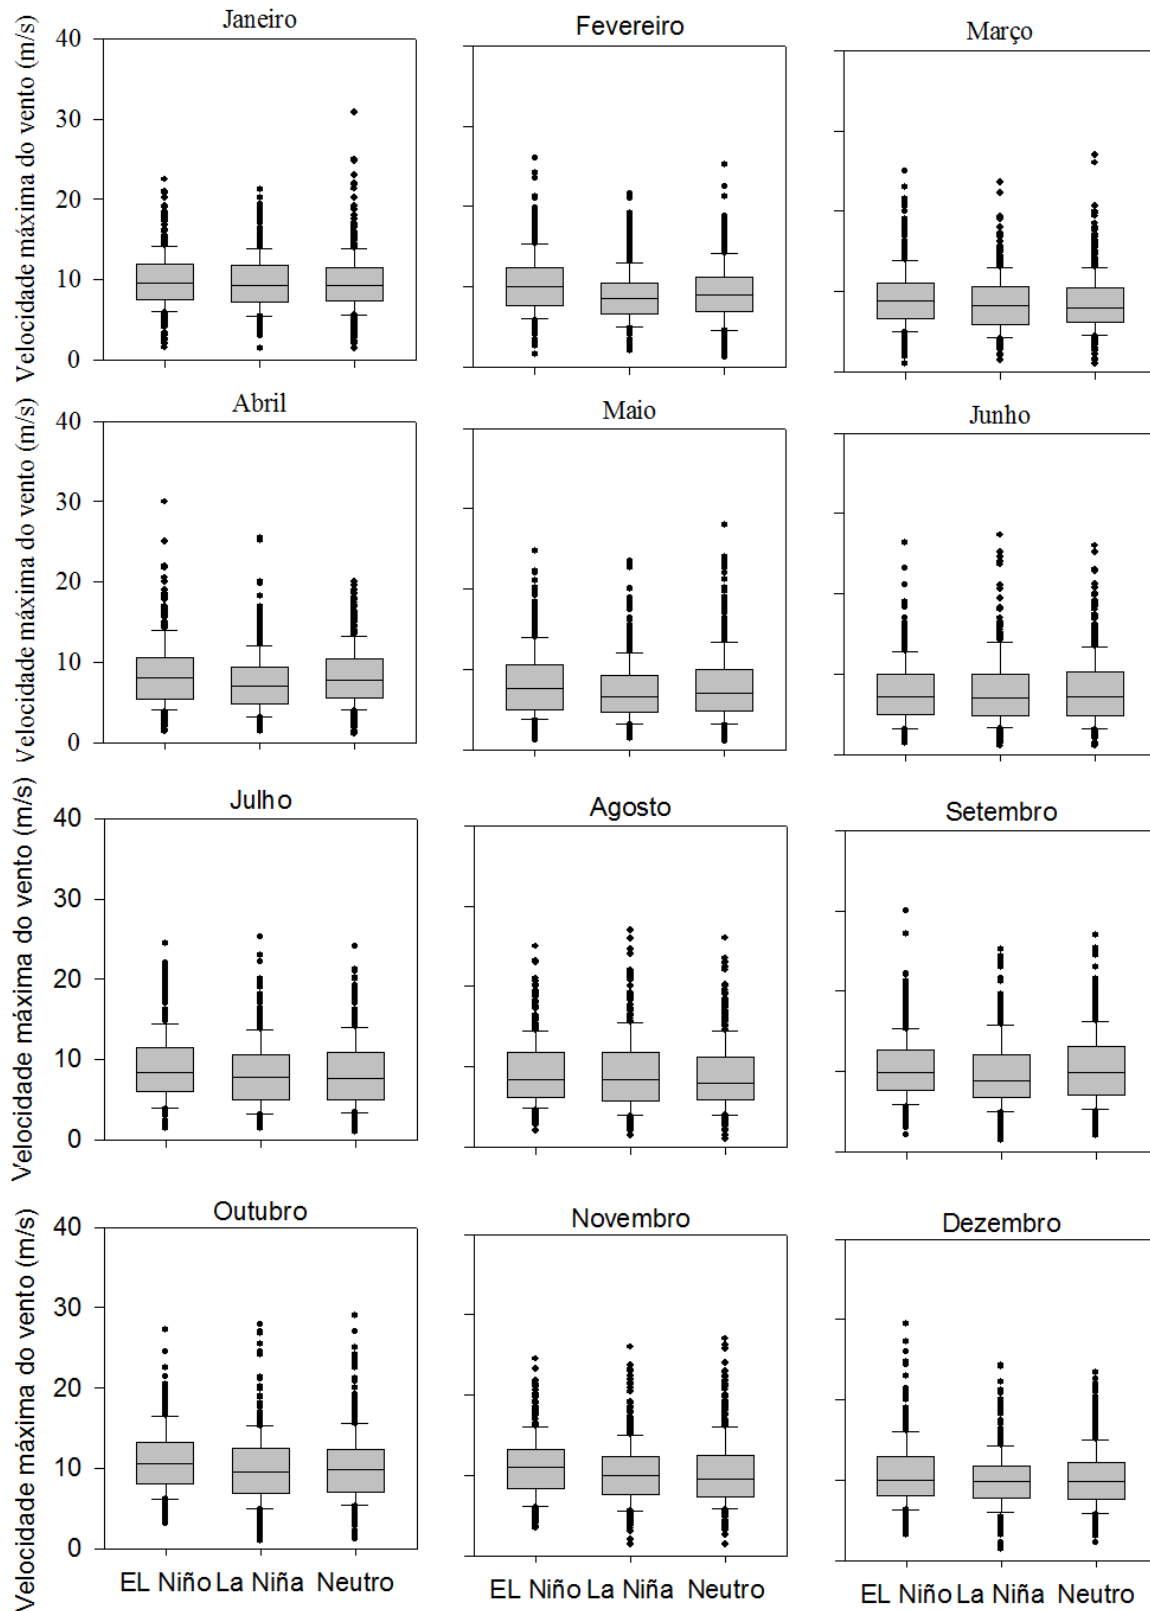 Janeiro
Fevereiro
Março
Velocidade máxima do vento (m/s)
40
30
20
10
0
Abril
Maio
Junho
Velocidade máxima do vento (m/s)
40
30
20
10
0
Julho
Agosto
Setembro
Velocidade máxima do vento (m/s)
40
30
20
10
0
Outubro
Novembro
Dezembro
Velocidade máxima do vento (m/s)
40
30
20
10
0
EL Niño La Niña Neutro
EL Niño La Niña Neutro
EL Niño La Niña Neutro